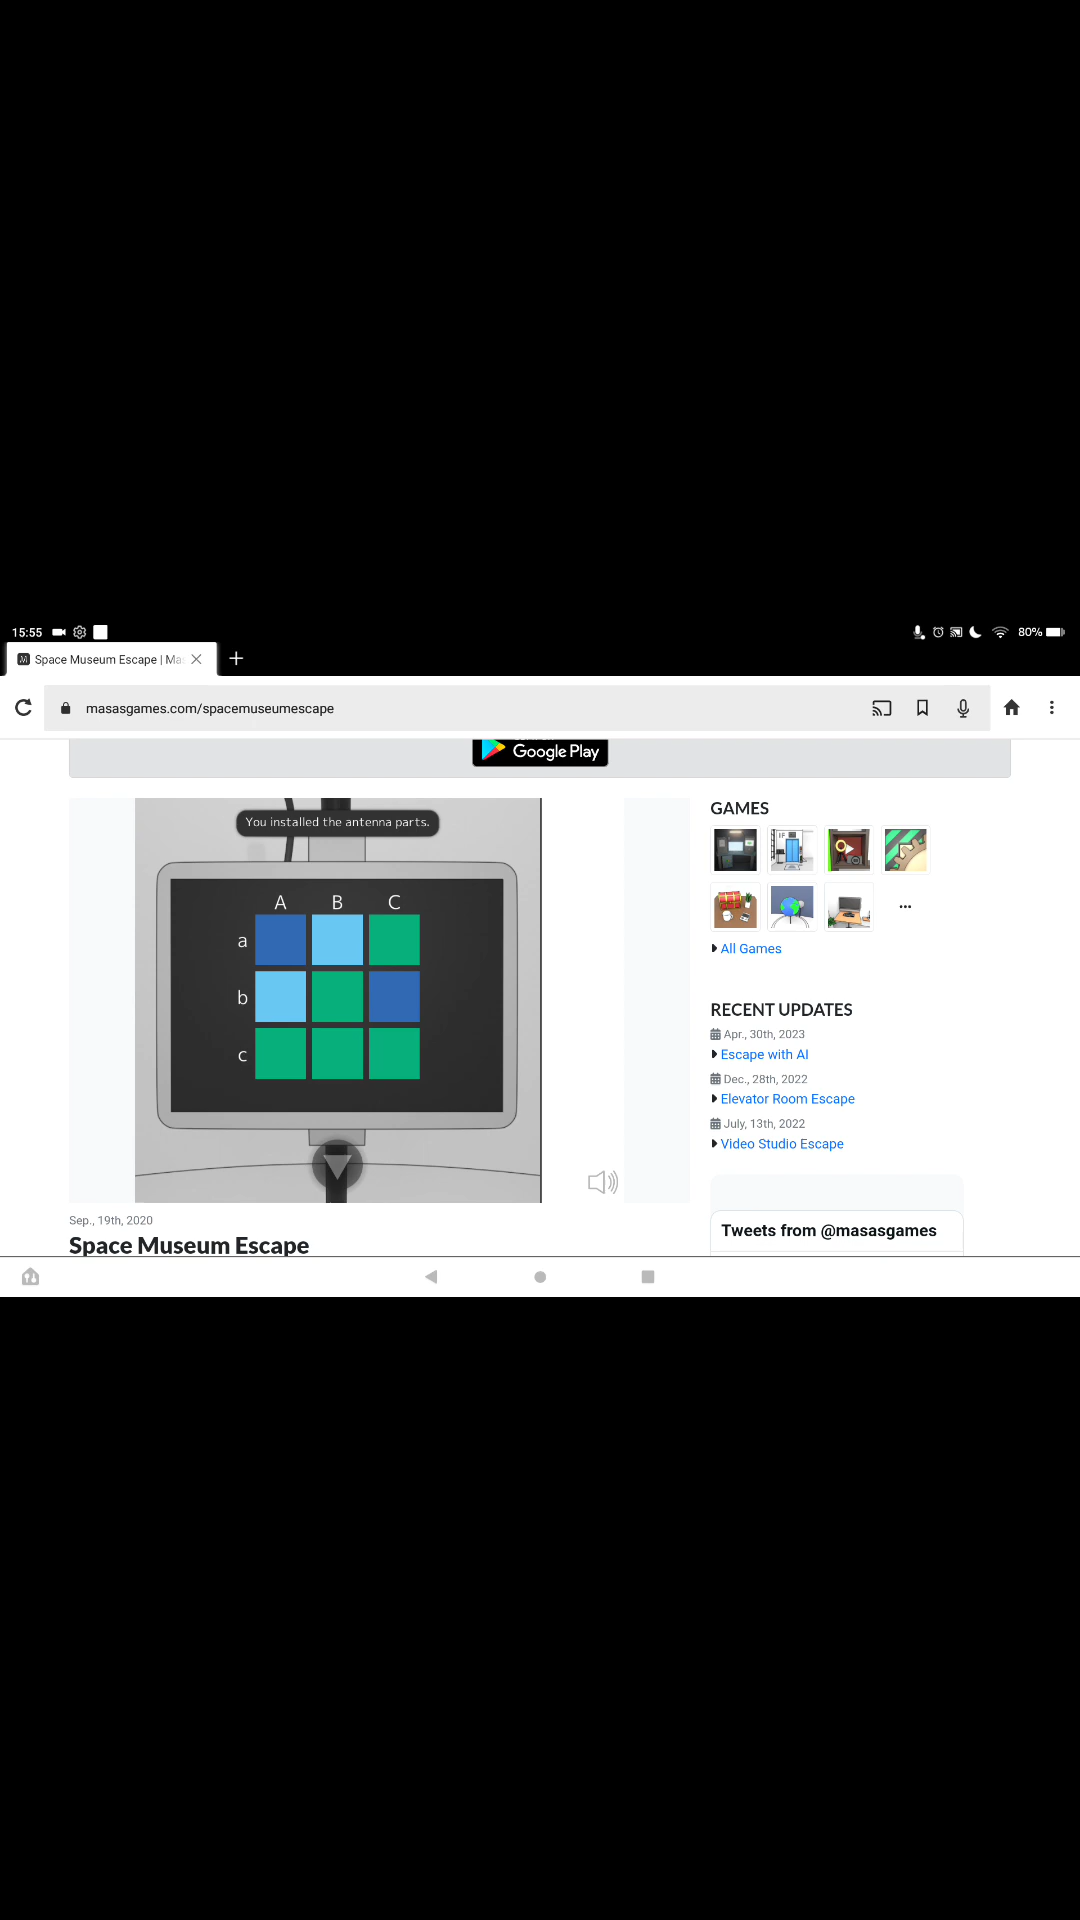 15:55
80%
Space Museum Escape | Ma
masasgames.com/spacemuseumescape
Google Play
You installed the antenna parts.
A B C
a
b
c
GAMES
1F
...
All Games
RECENT UPDATES
Apr., 30th, 2023
Escape with AI
Dec., 28th, 2022
Elevator Room Escape
July, 13th, 2022
Video Studio Escape
Tweets from @masasgames
Sep., 19th, 2020
Space Museum Escape